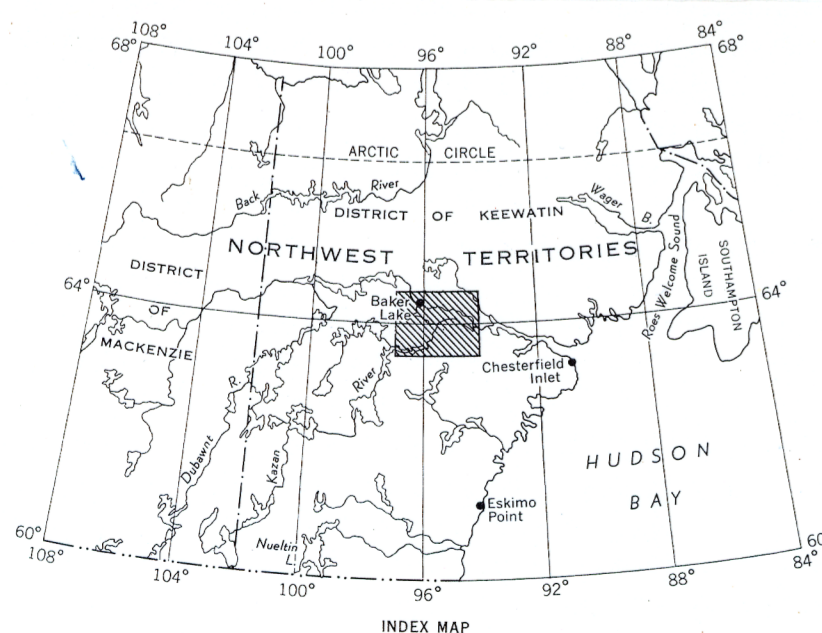 108° 104° 100° 96° 92° 88° 84°
68° 68°
ARCTIC CIRCLE
Back River
Wager B.
DISTRICT OF KEEWATIN
NORTHWEST TERRITORIES
Roes Welcome Sound
SOUTHAMPTON
ISLAND
DISTRICT
OF
MACKENZIE
64° 64°
Baker
Lake
Chesterfield
Inlet
River
R.
Dubawnt
Kazan
HUDSON
BAY
Eskimo
Point
Nueltin
L.
60° 60
108° 104° 100° 96° 92° 88° 84°
INDEX MAP